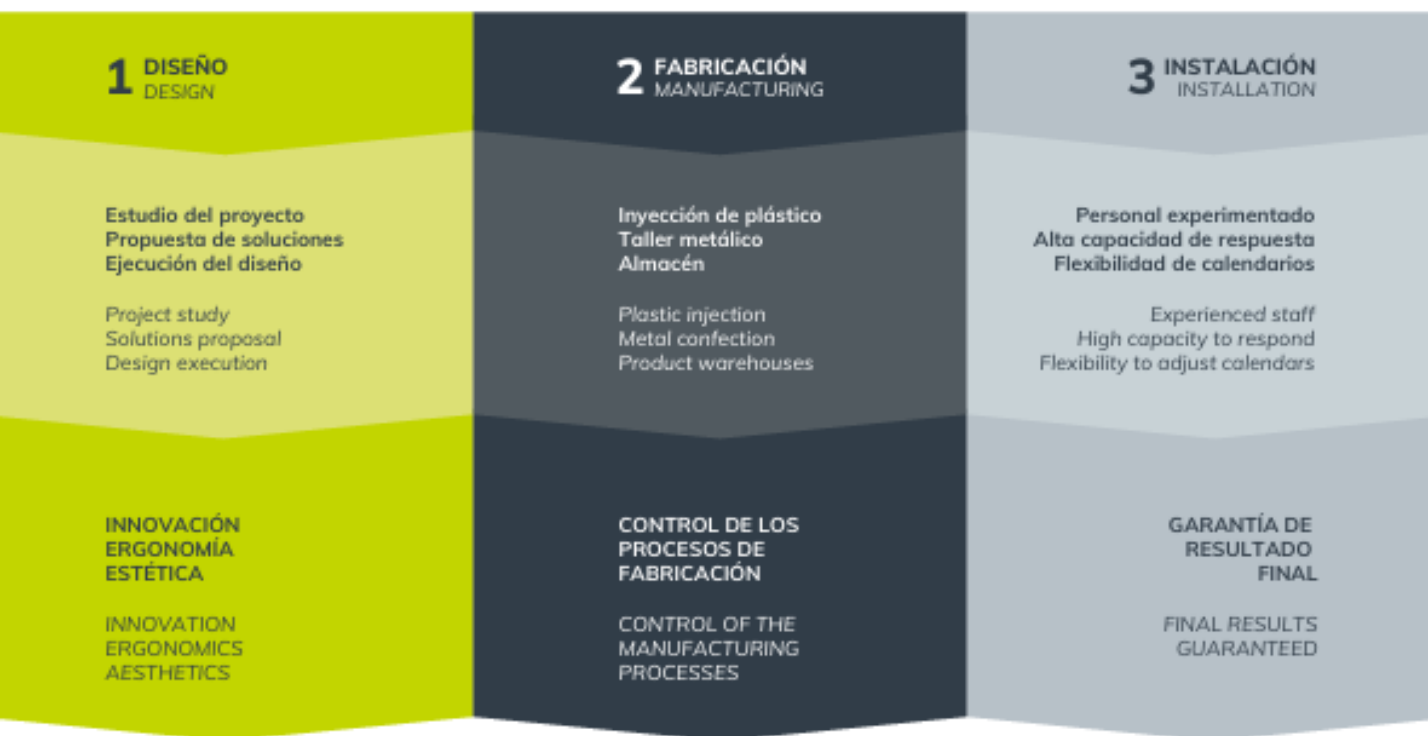 1 DISEÑO
DESIGN
Estudio del proyecto
Propuesta de soluciones
Ejecución del diseño
Project study
Solutions proposal
Design execution
INNOVACIÓN
ERGONOMÍA
ESTÉTICA
INNOVATION
ERGONOMICS
AESTHETICS
2 FABRICACIÓN
MANUFACTURING
Inyección de plástico
Taller metálico
Almacén
Plastic injection
Metal confection
Product warehouses
CONTROL DE LOS
PROCESOS DE
FABRICACIÓN
CONTROL OF THE
MANUFACTURING
PROCESSES
3 INSTALACIÓN
INSTALLATION
Personal experimentado
Alta capacidad de respuesta
Flexibilidad de calendarios
Experienced staff
High capacity to respond
Flexibility to adjust calendars
GARANTÍA DE
RESULTADO
FINAL
FINAL RESULTS
GUARANTEED